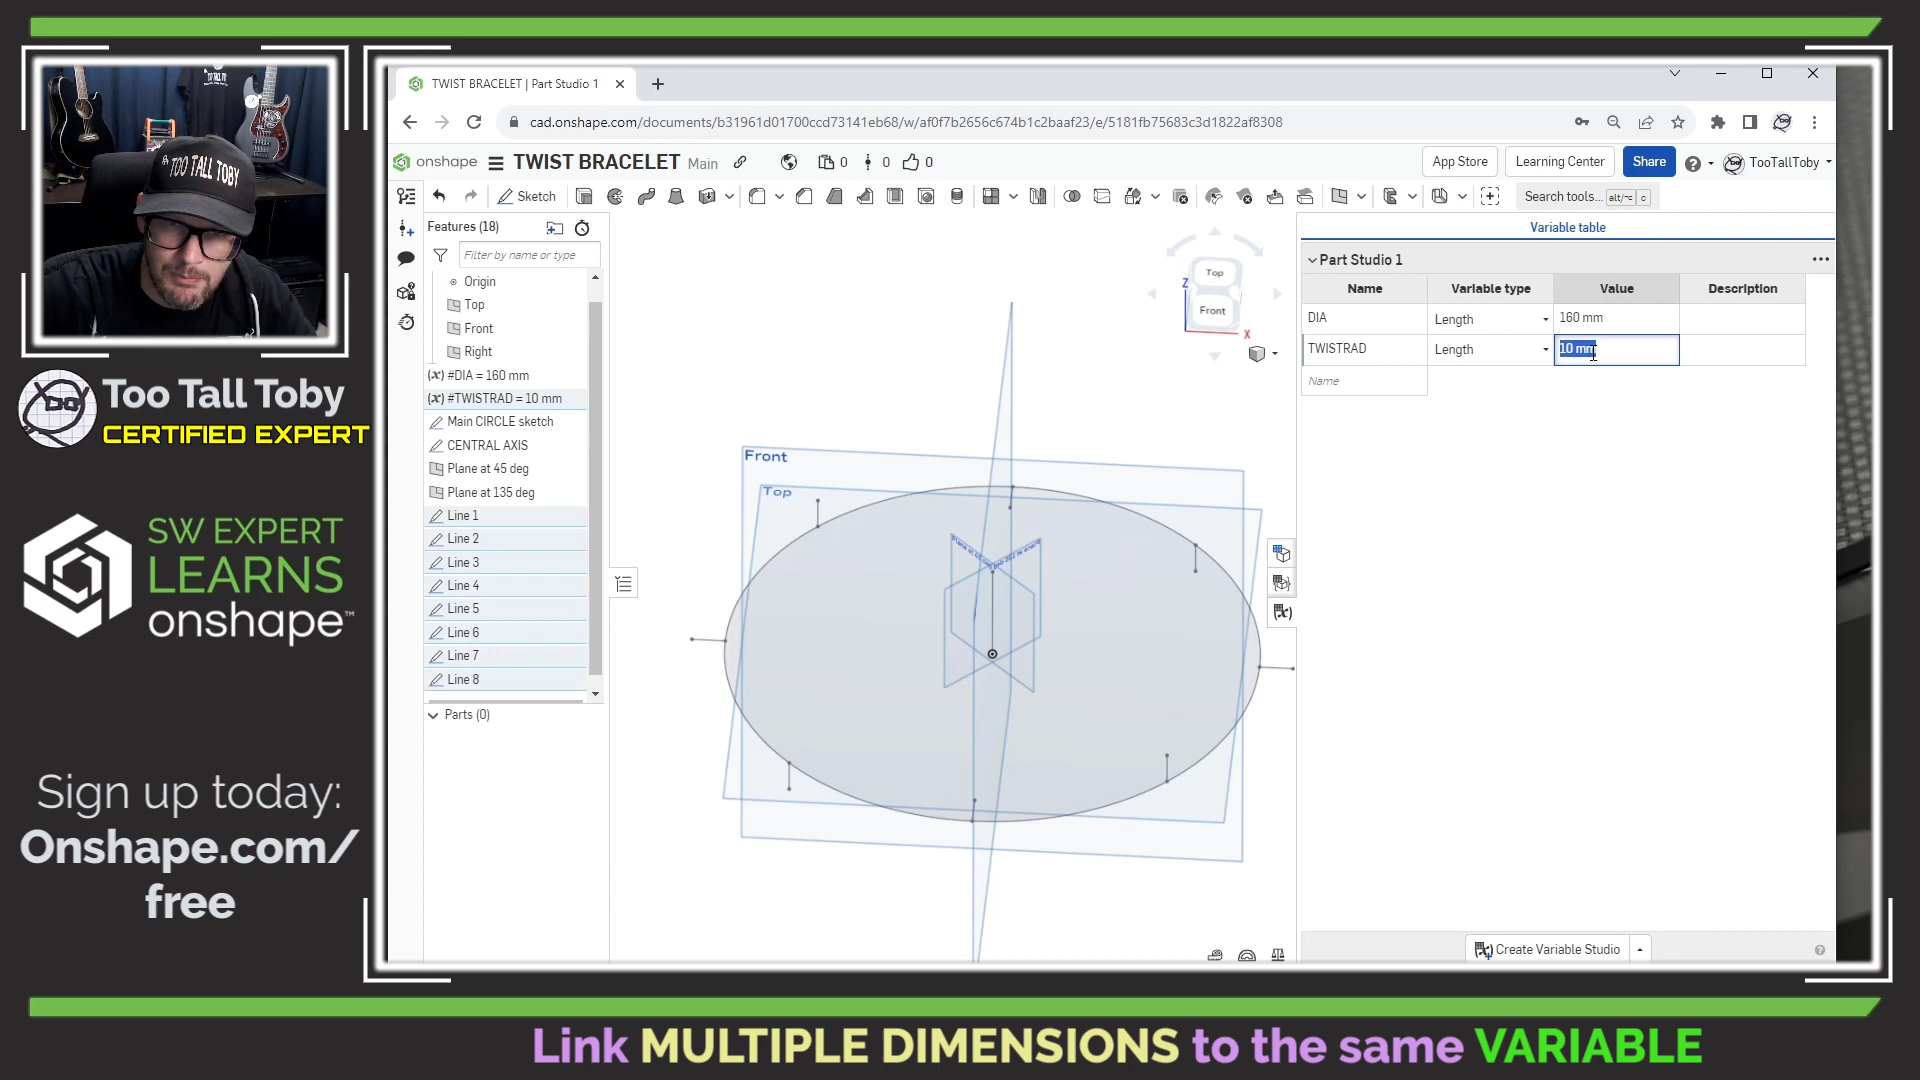 TOO TALL TOBY
Too Tall Toby
CERTIFIED EXPERT
SW EXPERT
LEARNS
onshape™
Sign up today:
Onshape.com/
free
TWIST BRACELET | Part Studio 1
cad.onshape.com/documents/b31961d01700ccd73141eb68/w/af0f7b2656c674b1c2baaf23/e/5181fb75683c3d1822af8308
onshape TWIST BRACELET Main 0 0 0 App Store Learning Center Share TooTallToby
Sketch Search tools... alt/⌥ c
Features (18)
Filter by name or type
Origin
Top
Front
Right
(x) #DIA = 160 mm
(x) #TWISTRAD = 10 mm
Main CIRCLE sketch
CENTRAL AXIS
Plane at 45 deg
Plane at 135 deg
Line 1
Line 2
Line 3
Line 4
Line 5
Line 6
Line 7
Line 8
Parts (0)
Front
Top
Top
Front
Z
X
Variable table
Part Studio 1
Name Variable type Value Description
DIA Length 160 mm
TWISTRAD Length 10 mm
Name
Create Variable Studio
Link MULTIPLE DIMENSIONS to the same VARIABLE